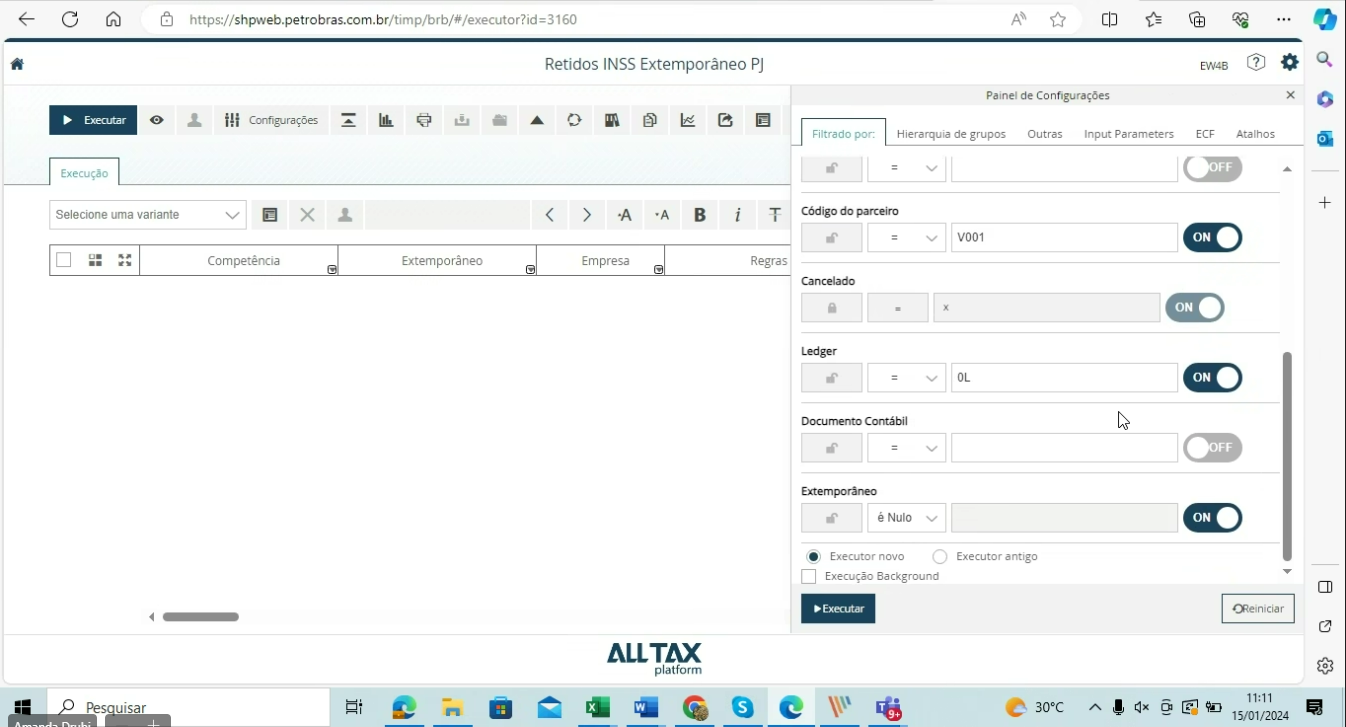 https://shpweb.petrobras.com.br/timp/brb/#/executor?id=3160
Retidos INSS Extemporâneo PJ
EW4B
Executar
Configurações
Execução
Selecione uma variante
Competência
Extemporâneo
Empresa
Regras
Painel de Configurações
Filtrado por: Hierarquia de grupos Outras Input Parameters ECF Atalhos
= OFF
Código do parceiro
= V001 ON
Cancelado
= x ON
Ledger
= 0L ON
Documento Contábil
= OFF
Extemporâneo
é Nulo ON
Executor novo Executor antigo
Execução Background
Executar Reiniciar
ALLTAX
platform
Pesquisar
30°C
11:11
15/01/2024
Amanda Drubi
9+